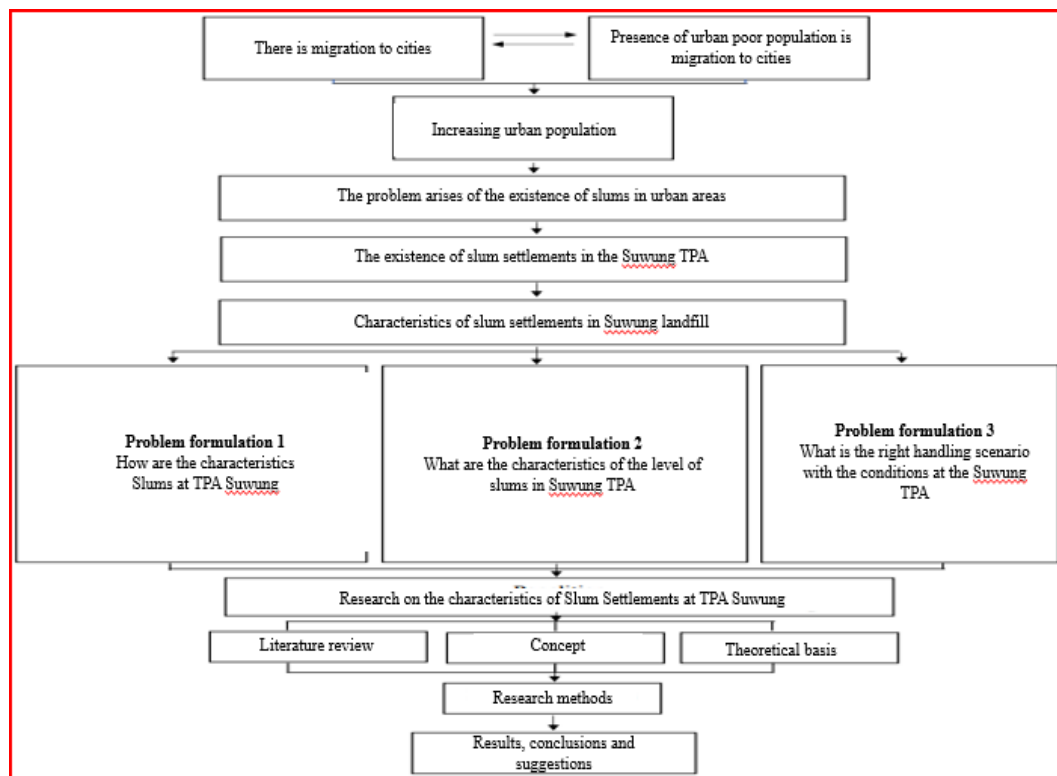 There is migration to cities
Presence of urban poor population is
migration to cities
Increasing urban population
The problem arises of the existence of slums in urban areas
The existence of slum settlements in the Suwung TPA
Characteristics of slum settlements in Suwung landfill
Problem formulation 1
How are the characteristics
Slums at TPA Suwung
Problem formulation 2
What are the characteristics of the level of
slums in Suwung TPA
Problem formulation 3
What is the right handling scenario
with the conditions at the Suwung
TPA
Research on the characteristics of Slum Settlements at TPA Suwung
Literature review
Concept
Theoretical basis
Research methods
Results, conclusions and
suggestions